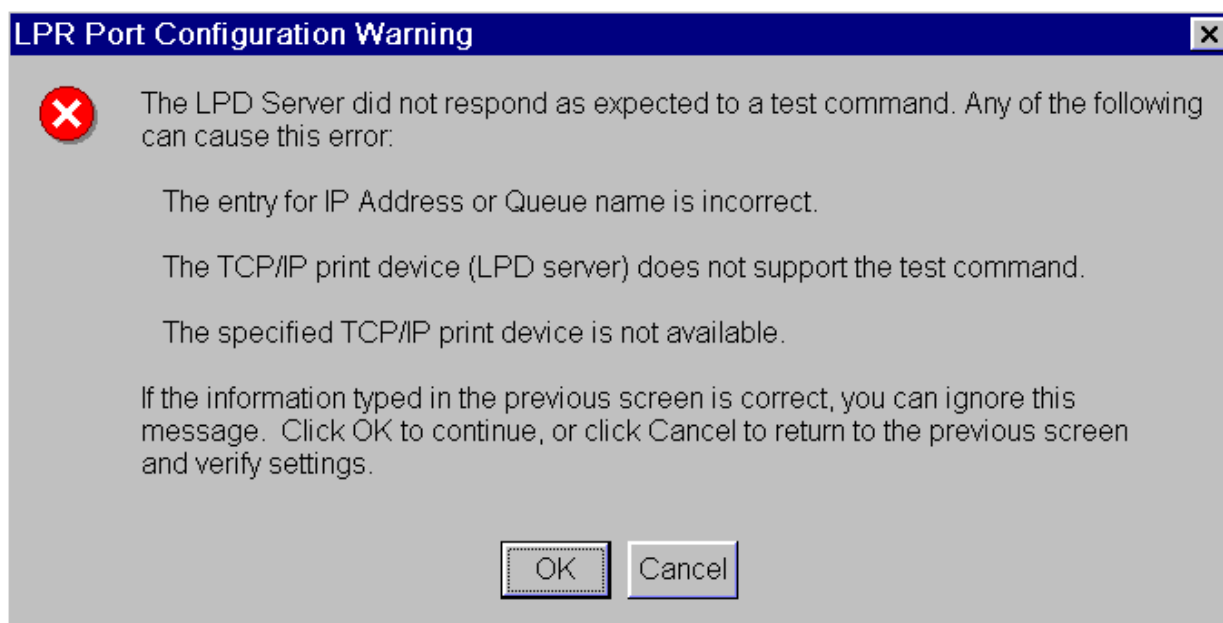 LPR Port Configuration Warning
The LPD Server did not respond as expected to a test command. Any of the following
can cause this error:
The entry for IP Address or Queue name is incorrect.
The TCP/IP print device (LPD server) does not support the test command.
The specified TCP/IP print device is not available.
If the information typed in the previous screen is correct, you can ignore this
message.  Click OK to continue, or click Cancel to return to the previous screen
and verify settings.
OK
Cancel